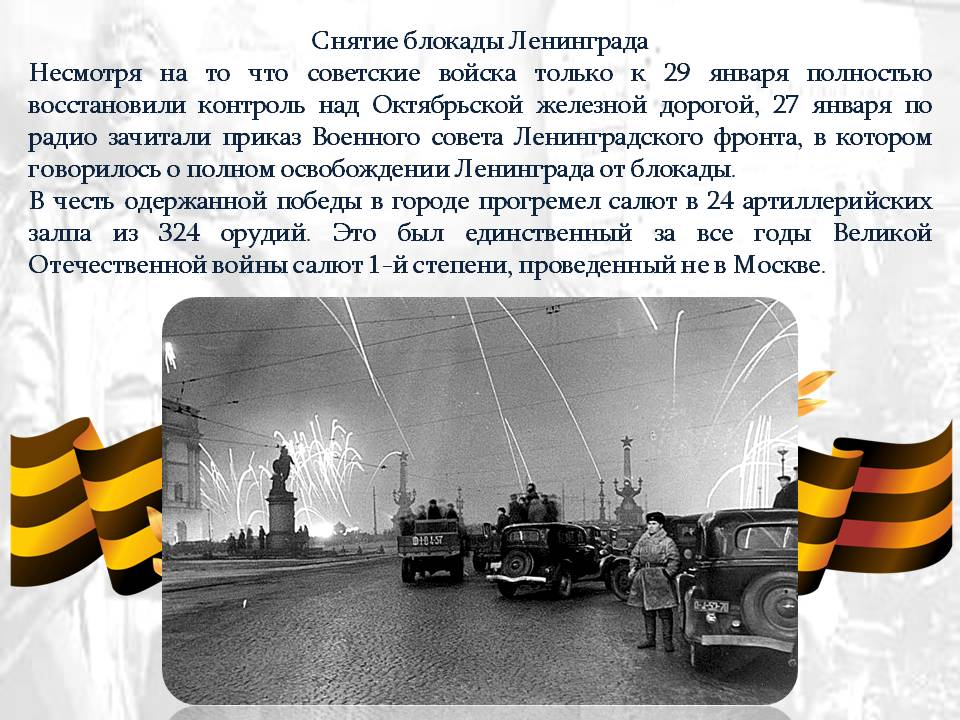 Снятие блокады Ленинграда
Несмотря на то что советские войска только к 29 января полностью
восстановили контроль над Октябрьской железной дорогой, 27 января по
радио зачитали приказ Военного совета Ленинградского фронта, в котором
говорилось о полном освобождении Ленинграда от блокады.
В честь одержанной победы в городе прогремел салют в 24 артиллерийских
залпа из 324 орудий. Это был единственный за все годы Великой
Отечественной войны салют 1-й степени, проведенный не в Москве.